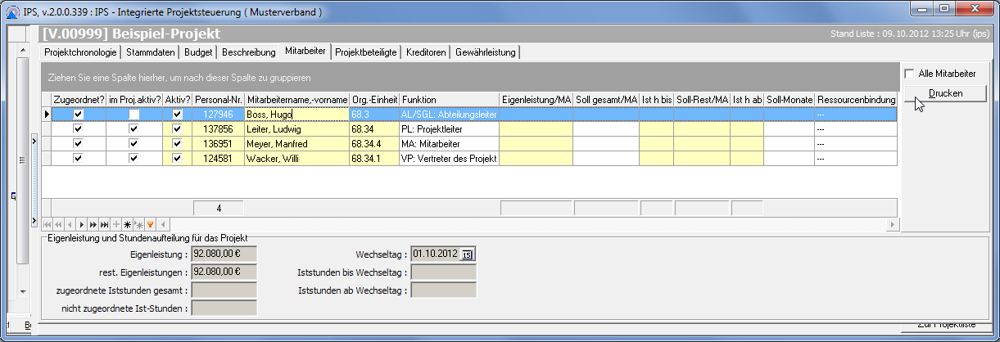 IPS, v.2.0.0.339 : IPS - Integrierte Projektsteuerung ( Musterverband )
[V.00999] Beispiel-Projekt
Stand Liste : 09.10.2012 13:25 Uhr (ips)
Projektchronologie Stammdaten Budget Beschreibung Mitarbeiter Projektbeteiligte Kreditoren Gewährleistung
Ziehen Sie eine Spalte hierher, um nach dieser Spalte zu gruppieren
Alle Mitarbeiter
Drucken
Zugeordnet? im Proj.aktiv? Aktiv? Personal-Nr. Mitarbeitername,-vorname Org.-Einheit Funktion Eigenleistung/MA Soll gesamt/MA Ist h bis Soll-Rest/MA Ist h ab Soll-Monate Ressourcenbindung
127946 Boss, Hugo 68.3 AL/SGL: Abteilungsleiter ---
137856 Leiter, Ludwig 68.34 PL: Projektleiter ---
136951 Meyer, Manfred 68.34.4 MA: Mitarbeiter ---
124581 Wacker, Willi 68.34.1 VP: Vertreter des Projekt ---
4
Eigenleistung und Stundenaufteilung für das Projekt
Eigenleistung : 92.080,00 € Wechseltag : 01.10.2012 15
rest. Eigenleistungen : 92.080,00 € Iststunden bis Wechseltag :
zugeordnete Iststunden gesamt : Iststunden ab Wechseltag :
nicht zugeordnete Ist-Stunden :
Zur Projektliste